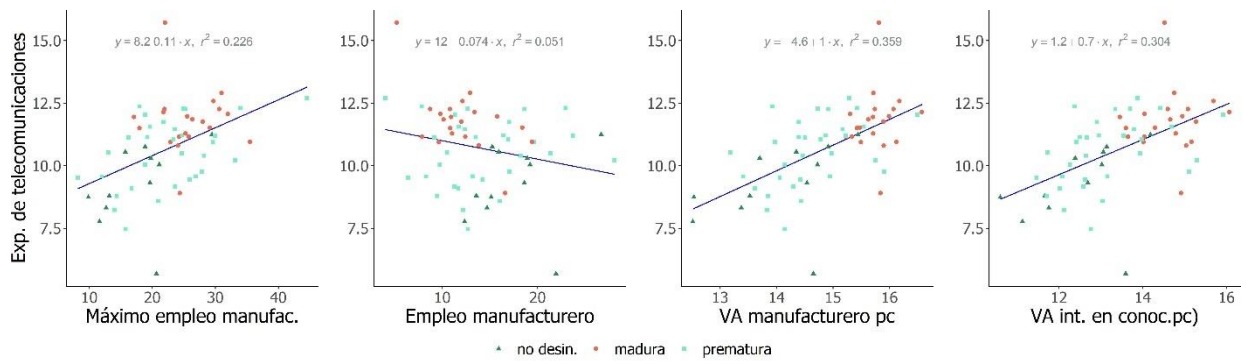 Exp. de telecomunicaciones
15.0
12.5
10.0
7.5
y = 8.2 0.11 · x, r² = 0.226
10 20 30 40
Máximo empleo manufac.
15.0
12.5
10.0
7.5
y = 12 0.074 · x, r² = 0.051
10 20
Empleo manufacturero
15.0
12.5
10.0
7.5
y = 4.6 + 1 · x, r² = 0.359
13 14 15 16
VA manufacturero pc
15.0
12.5
10.0
7.5
y = 1.2 + 0.7 · x, r² = 0.304
12 14 16
VA int. en conoc.pc)
no desin. madura prematura